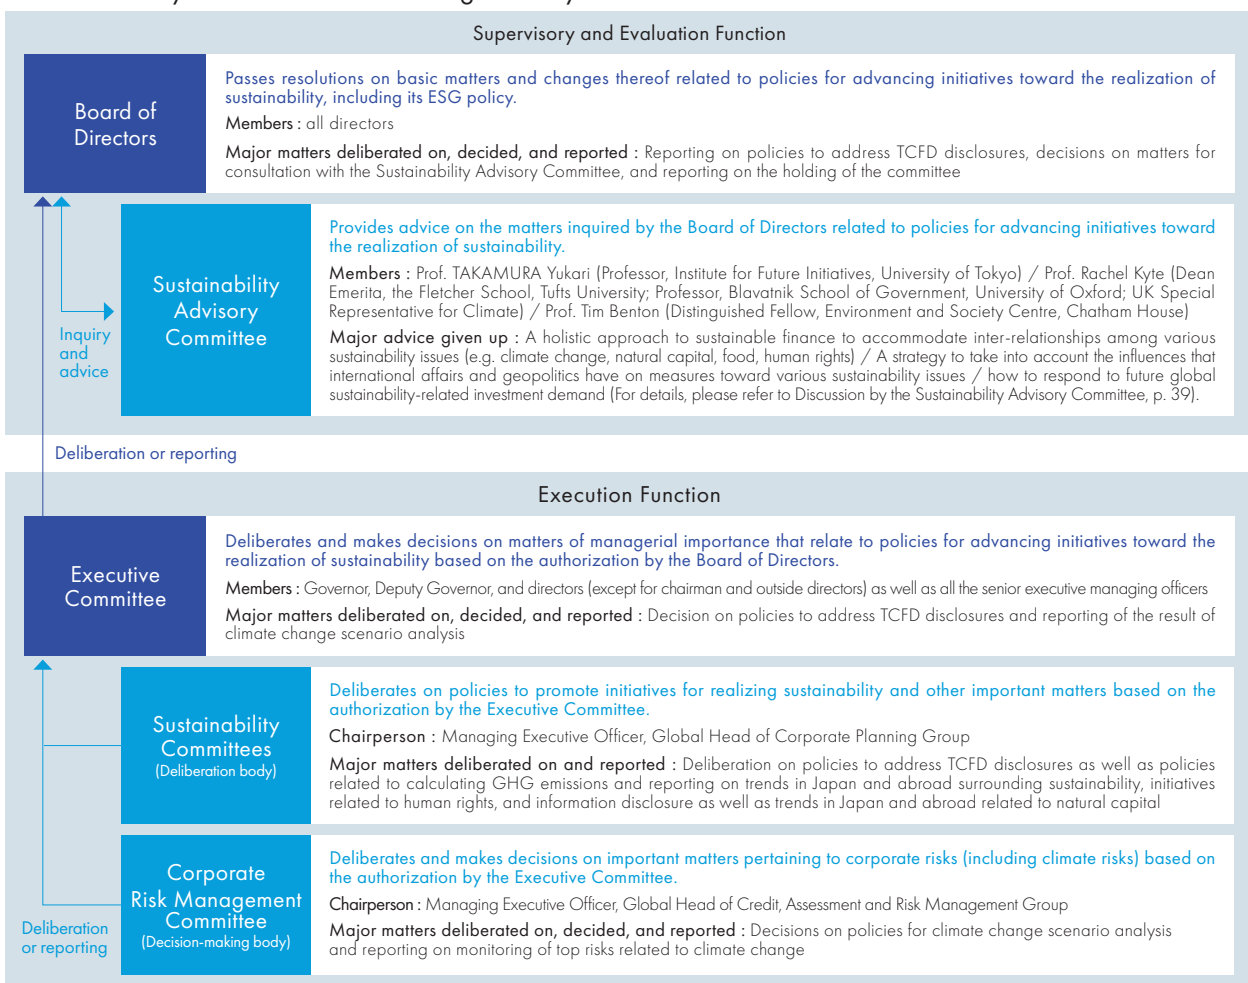 Supervisory and Evaluation Function
Board of
Directors
Passes resolutions on basic matters and changes thereof related to policies for advancing initiatives toward the realization of
sustainability, including its ESG policy.
Members : all directors
Major matters deliberated on, decided, and reported : Reporting on policies to address TCFD disclosures, decisions on matters for
consultation with the Sustainability Advisory Committee, and reporting on the holding of the committee
Inquiry
and
advice
Sustainability
Advisory
Committee
Provides advice on the matters inquired by the Board of Directors related to policies for advancing initiatives toward
the realization of sustainability.
Members : Prof. TAKAMURA Yukari (Professor, Institute for Future Initiatives, University of Tokyo) / Prof. Rachel Kyte (Dean
Emerita, the Fletcher School, Tufts University; Professor, Blavatnik School of Government, University of Oxford; UK Special
Representative for Climate) / Prof. Tim Benton (Distinguished Fellow, Environment and Society Centre, Chatham House)
Major advice given up : A holistic approach to sustainable finance to accommodate inter-relationships among various
sustainability issues (e.g. climate change, natural capital, food, human rights) / A strategy to take into account the influences that
international affairs and geopolitics have on measures toward various sustainability issues / how to respond to future global
sustainability-related investment demand (For details, please refer to Discussion by the Sustainability Advisory Committee, p. 39).
Deliberation or reporting
Execution Function
Executive
Committee
Deliberates and makes decisions on matters of managerial importance that relate to policies for advancing initiatives toward the
realization of sustainability based on the authorization by the Board of Directors.
Members : Governor, Deputy Governor, and directors (except for chairman and outside directors) as well as all the senior executive managing officers
Major matters deliberated on, decided, and reported : Decision on policies to address TCFD disclosures and reporting of the result of
climate change scenario analysis
Sustainability
Committees
(Deliberation body)
Deliberates on policies to promote initiatives for realizing sustainability and other important matters based on the
authorization by the Executive Committee.
Chairperson : Managing Executive Officer, Global Head of Corporate Planning Group
Major matters deliberated on and reported : Deliberation on policies to address TCFD disclosures as well as policies
related to calculating GHG emissions and reporting on trends in Japan and abroad surrounding sustainability, initiatives
related to human rights, and information disclosure as well as trends in Japan and abroad related to natural capital
Deliberation
or reporting
Corporate
Risk Management
Committee
(Decision-making body)
Deliberates and makes decisions on important matters pertaining to corporate risks (including climate risks) based on
the authorization by the Executive Committee.
Chairperson : Managing Executive Officer, Global Head of Credit, Assessment and Risk Management Group
Major matters deliberated on, decided, and reported : Decisions on policies for climate change scenario analysis
and reporting on monitoring of top risks related to climate change